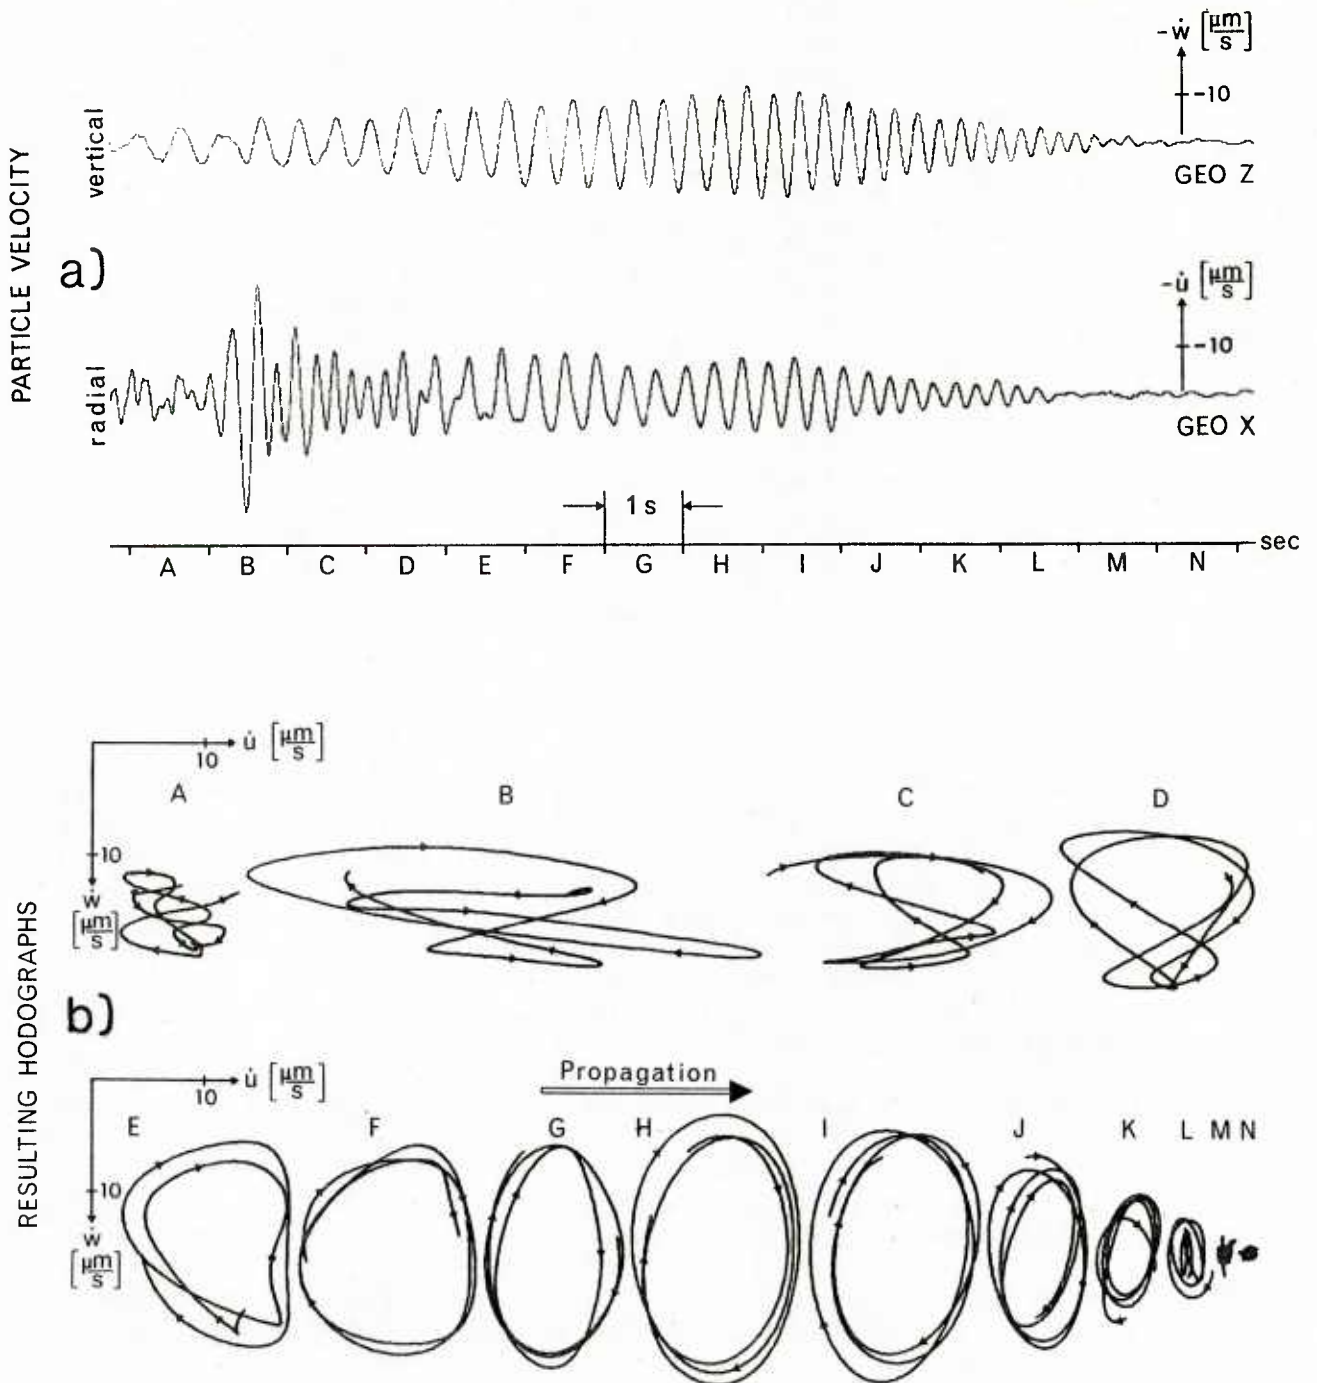 PARTICLE VELOCITY
a)
vertical
-ẇ [μm/s]
-10
GEO Z
radial
-u̇ [μm/s]
-10
GEO X
1 s
sec
A B C D E F G H I J K L M N
RESULTING HODOGRAPHS
b)
u̇ [μm/s]
10
10
ẇ
[μm/s]
A B C D
u̇ [μm/s]
10
Propagation
10
ẇ
[μm/s]
E F G H I J K L M N